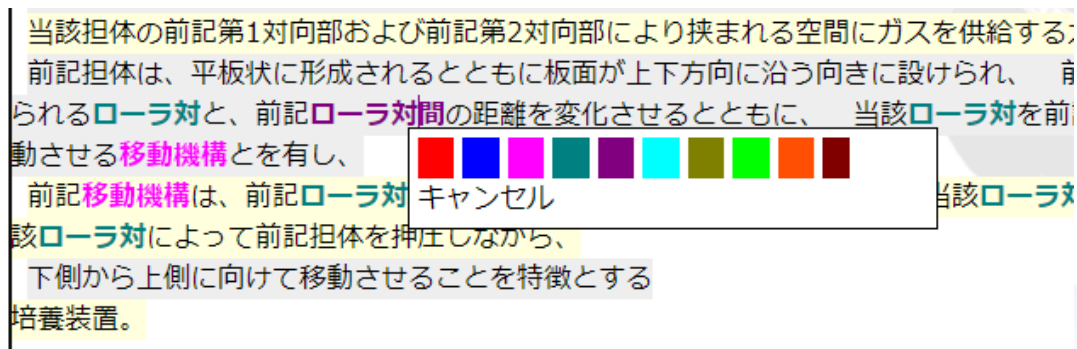 当該担体の前記第1対向部および前記第2対向部により挟まれる空間にガスを供給する
前記担体は、平板状に形成されるとともに板面が上下方向に沿う向きに設けられ、 前
られるローラ対と、前記ローラ対間の距離を変化させるとともに、 当該ローラ対を前
動させる移動機構とを有し、
前記移動機構は、前記ローラ対 当該ローラ対
キャンセル
該ローラ対によって前記担体を押圧しながら、
下側から上側に向けて移動させることを特徴とする
培養装置。